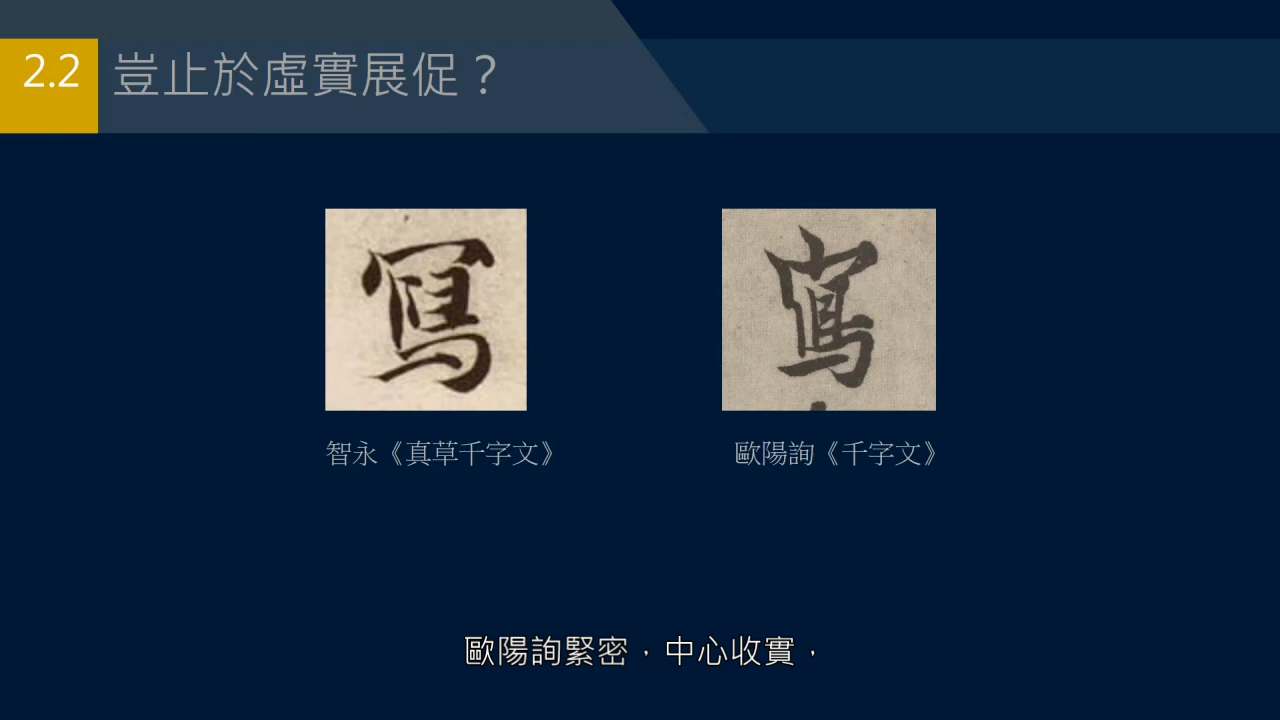 2.2 豈止於虛實展促？
寫 寫
智永《真草千字文》 歐陽詢《千字文》
歐陽詢緊密，中心收實，